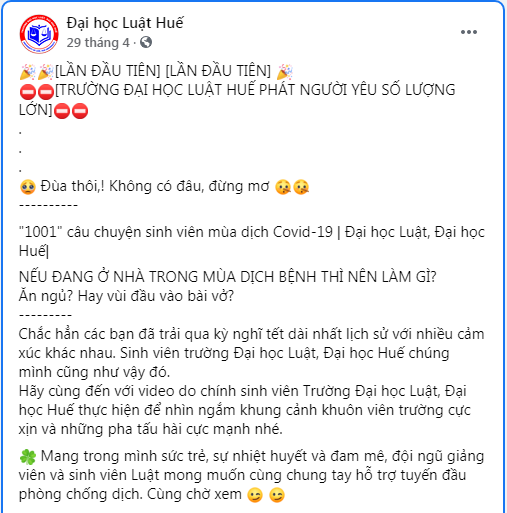 Đại học Luật Huế
29 tháng 4 ·
🎉🎉[LẦN ĐẦU TIÊN] [LẦN ĐẦU TIÊN] 🎉
⛔⛔[TRƯỜNG ĐẠI HỌC LUẬT HUẾ PHÁT NGƯỜI YÊU SỐ LƯỢNG
LỚN]⛔⛔
.
.
.
🥺 Đùa thôi,! Không có đâu, đừng mơ 😘😘
----------
"1001" câu chuyện sinh viên mùa dịch Covid-19 | Đại học Luật, Đại học
Huế|
NẾU ĐANG Ở NHÀ TRONG MÙA DỊCH BỆNH THÌ NÊN LÀM GÌ?
Ăn ngủ? Hay vùi đầu vào bài vở?
---------
Chắc hẳn các bạn đã trải qua kỳ nghĩ tết dài nhất lịch sử với nhiều cảm
xúc khác nhau. Sinh viên trường Đại học Luật, Đại học Huế chúng
mình cũng như vậy đó.
Hãy cùng đến với video do chính sinh viên Trường Đại học Luật, Đại
học Huế thực hiện để nhìn ngắm khung cảnh khuôn viên trường cực
xịn và những pha tấu hài cực mạnh nhé.
🍀 Mang trong mình sức trẻ, sự nhiệt huyết và đam mê, đội ngũ giảng
viên và sinh viên Luật mong muốn cùng chung tay hỗ trợ tuyến đầu
phòng chống dịch. Cùng chờ xem 😉 😉